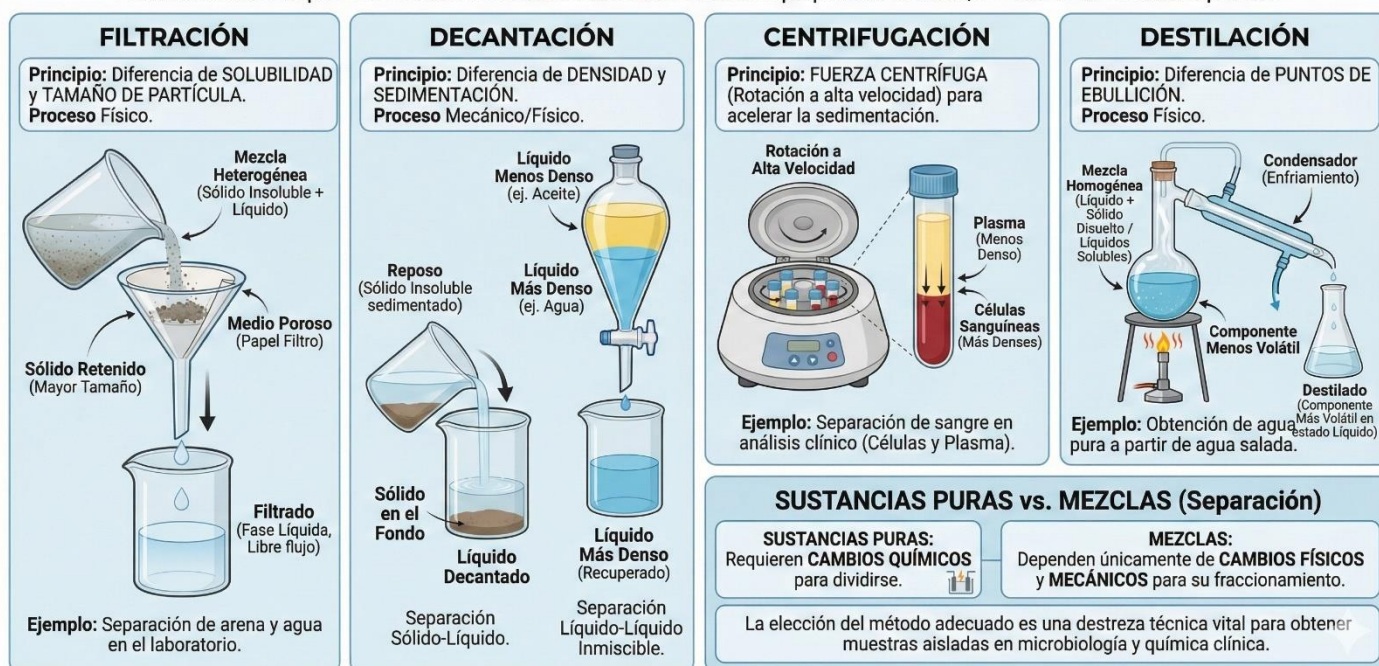 FILTRACIÓN
Principio: Diferencia de SOLUBILIDAD
y TAMAÑO DE PARTÍCULA.
Proceso Físico.
Mezcla
Heterogénea
(Sólido Insoluble +
Líquido)
Medio Poroso
(Papel Filtro)
Sólido Retenido
(Mayor Tamaño)
Filtrado
(Fase Líquida,
Libre flujo)
Ejemplo: Separación de arena y agua
en el laboratorio.
DECANTACIÓN
Principio: Diferencia de DENSIDAD y
SEDIMENTACIÓN.
Proceso Mecánico/Físico.
Líquido
Menos Denso
(ej. Aceite)
Reposo
(Sólido Insoluble
sedimentado)
Líquido
Más Denso
(ej. Agua)
Sólido
en el
Fondo
Líquido
Decantado
Líquido
Más Denso
(Recuperado)
Separación
Sólido-Líquido.
Separación
Líquido-Líquido
Inmiscible.
CENTRIFUGACIÓN
Principio: FUERZA CENTRÍFUGA
(Rotación a alta velocidad) para
acelerar la sedimentación.
Rotación a
Alta Velocidad
Plasma
(Menos
Denso)
Células
Sanguíneas
(Más Denses)
Ejemplo: Separación de sangre en
análisis clínico (Células y Plasma).
DESTILACIÓN
Principio: Diferencia de PUNTOS DE
EBULLICIÓN.
Proceso Físico.
Mezcla
Homogénea
(Líquido +
Sólido
Disuelto /
Líquidos
Solubles)
Condensador
(Enfriamiento)
Componente
Menos Volátil
Destilado
(Componente
Más Volátil en
estado Líquido)
Ejemplo: Obtención de agua
pura a partir de agua salada.
SUSTANCIAS PURAS vs. MEZCLAS (Separación)
SUSTANCIAS PURAS:
Requieren CAMBIOS QUÍMICOS
para dividirse.
MEZCLAS:
Dependen únicamente de CAMBIOS FÍSICOS
y MECÁNICOS para su fraccionamiento.
La elección del método adecuado es una destreza técnica vital para obtener
muestras aisladas en microbiología y química clínica.